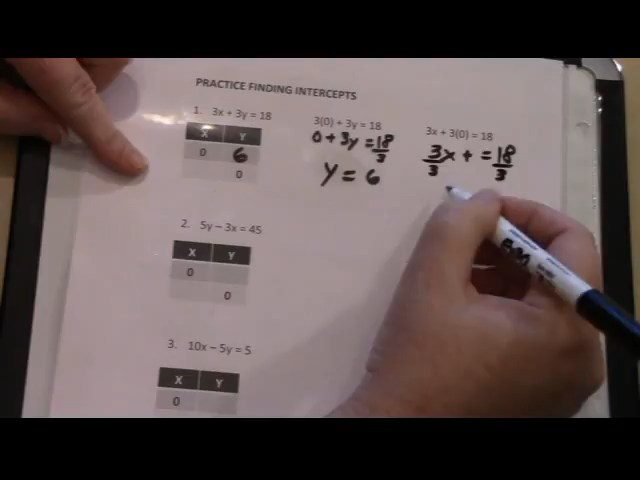 PRACTICE FINDING INTERCEPTS
1. 3x + 3y = 18
X Y
0 6
0
3(0) + 3y = 18
0 + 3y = 18
3
y = 6
3x + 3(0) = 18
3x + = 18
3 3
2. 5y – 3x = 45
X Y
0
0
3. 10x – 5y = 5
X Y
0